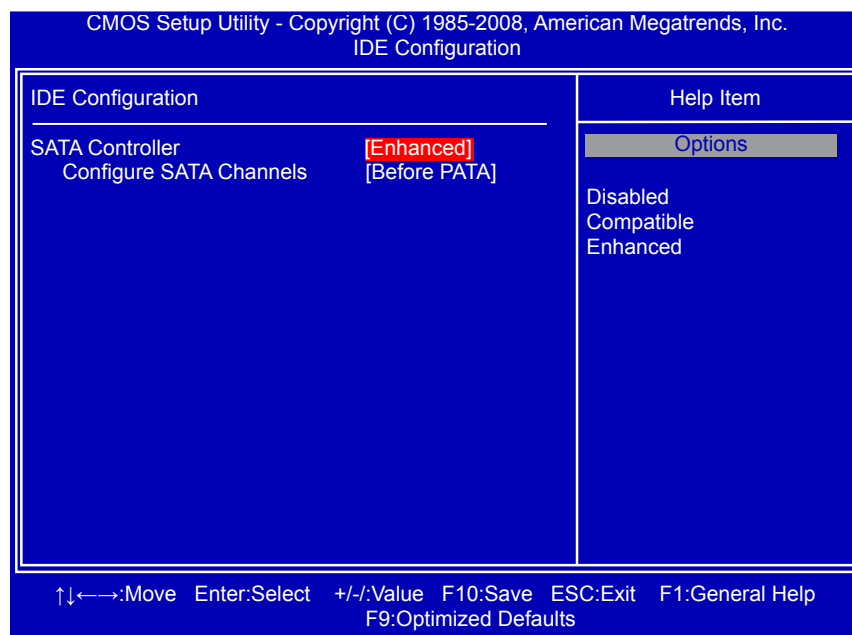 CMOS Setup Utility - Copyright (C) 1985-2008, American Megatrends, Inc.
IDE Configuration
IDE Configuration
Help Item
SATA Controller [Enhanced]
Configure SATA Channels [Before PATA]
Options
Disabled
Compatible
Enhanced
↑↓←→:Move Enter:Select +/-/:Value F10:Save ESC:Exit F1:General Help
F9:Optimized Defaults